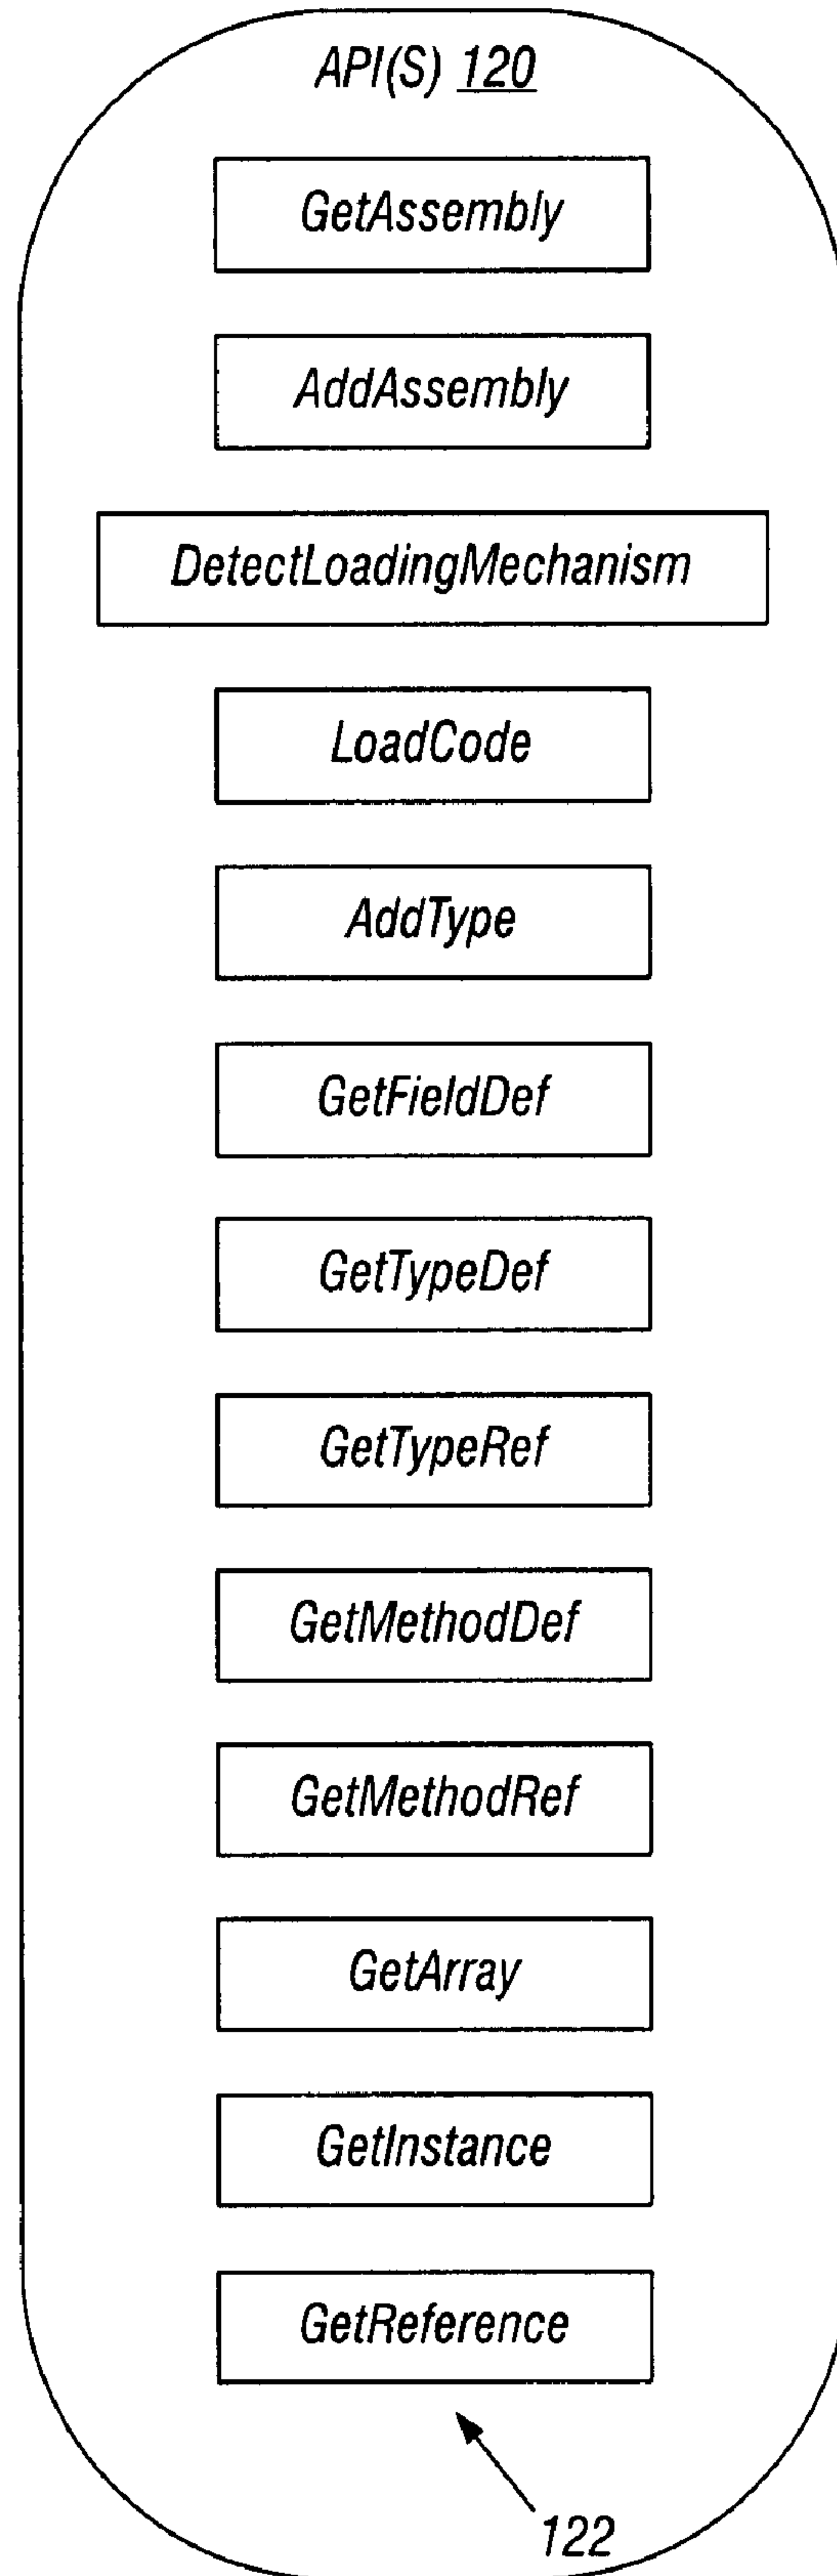 API(S) 120
GetAssembly
AddAssembly
DetectLoadingMechanism
LoadCode
AddType
GetFieldDef
GetTypeDef
GetTypeRef
GetMethodDef
GetMethodRef
GetArray
GetInstance
GetReference
122